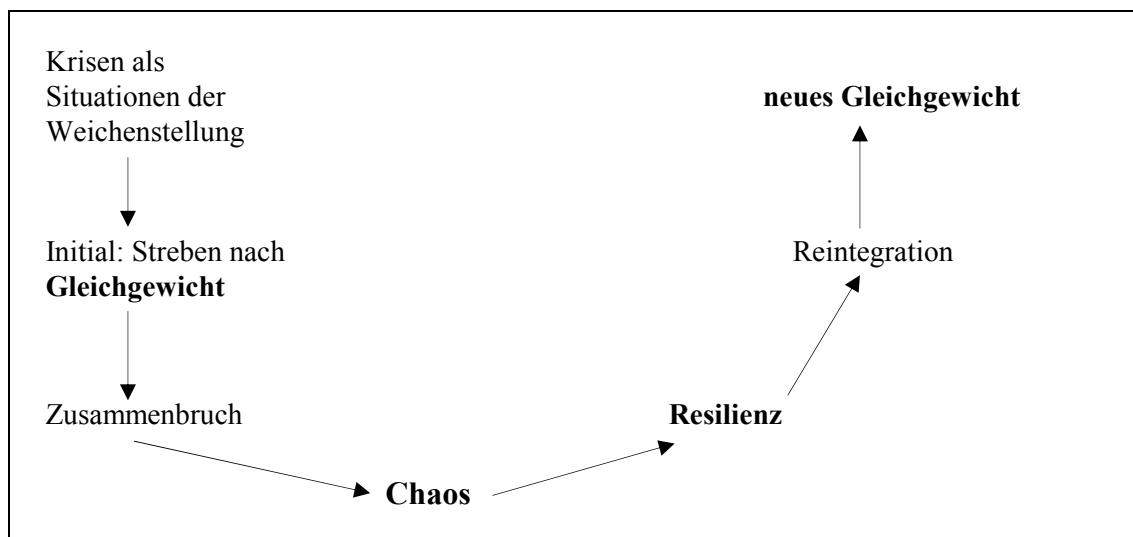 Krisen als
Situationen der
Weichenstellung
neues Gleichgewicht
Initial: Streben nach
Gleichgewicht
Reintegration
Zusammenbruch
Resilienz
Chaos